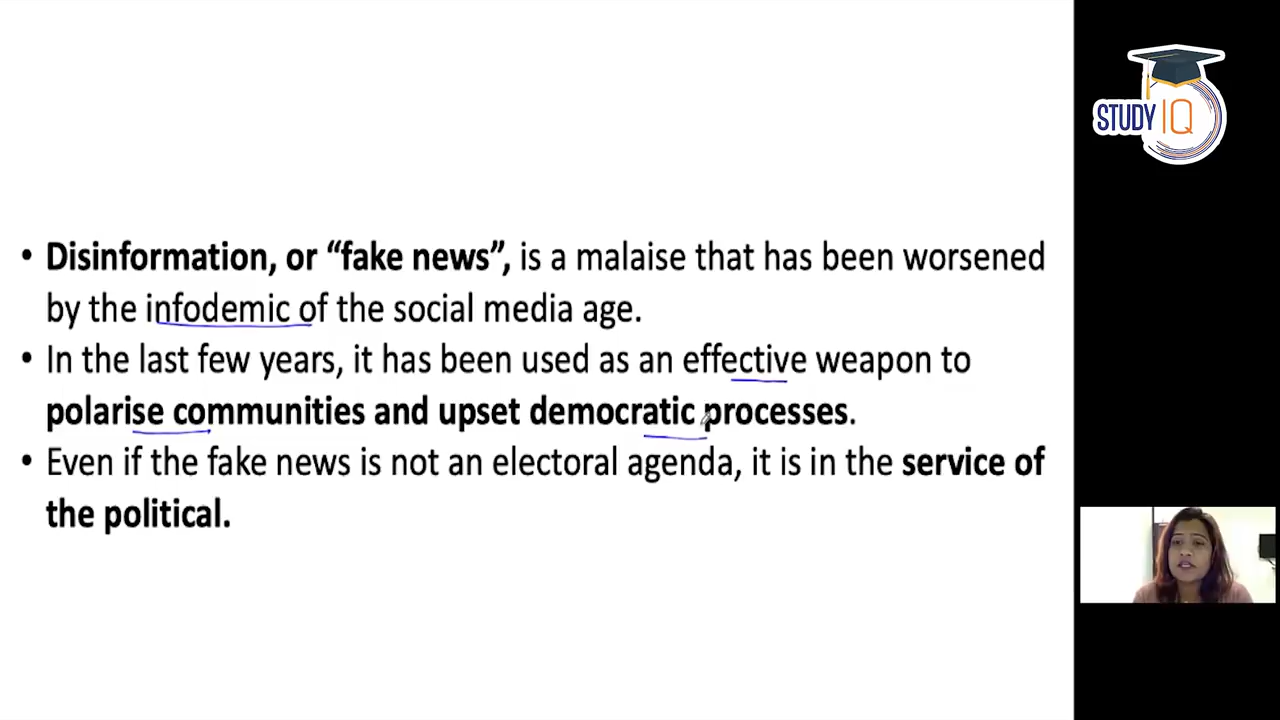 STUDY IQ
• Disinformation, or “fake news”, is a malaise that has been worsened
by the infodemic of the social media age.
• In the last few years, it has been used as an effective weapon to
polarise communities and upset democratic processes.
• Even if the fake news is not an electoral agenda, it is in the service of
the political.